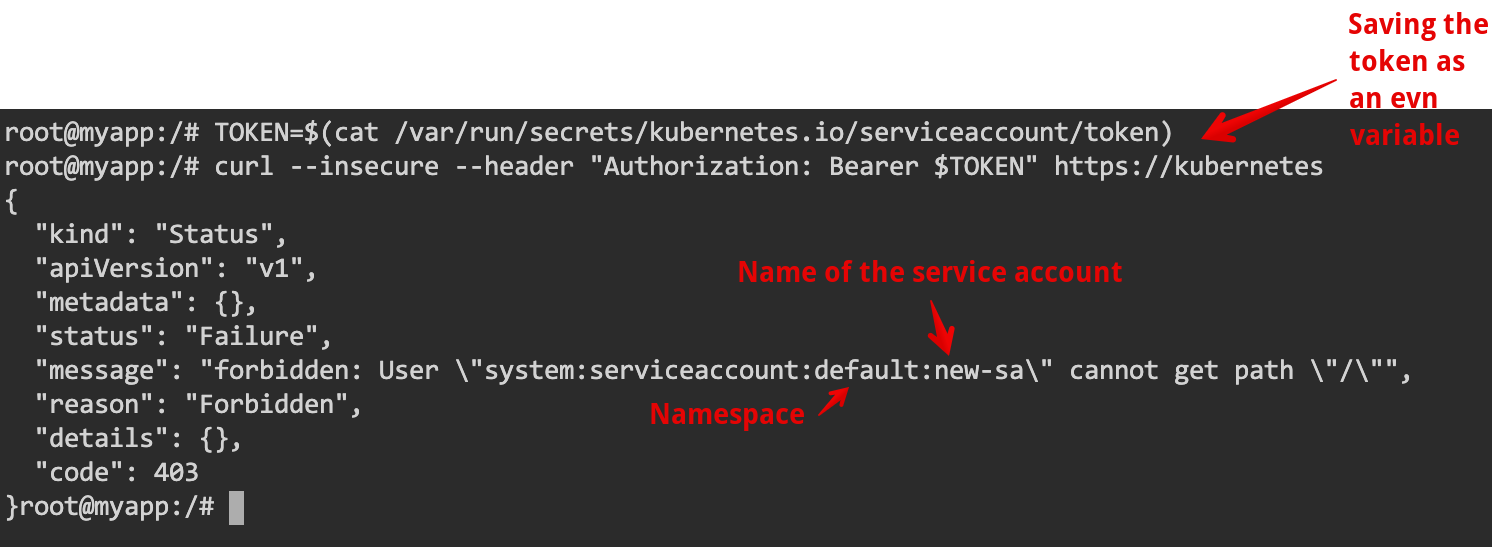 Saving the
token as
an evn
variable
root@myapp:/# TOKEN=$(cat /var/run/secrets/kubernetes.io/serviceaccount/token)
root@myapp:/# curl --insecure --header "Authorization: Bearer $TOKEN" https://kubernetes
{
  "kind": "Status",
  "apiVersion": "v1",
  "metadata": {},
Name of the service account
  "status": "Failure",
  "message": "forbidden: User \"system:serviceaccount:default:new-sa\" cannot get path \"/\"",
  "reason": "Forbidden",
Namespace
  "details": {},
  "code": 403
}root@myapp:/#